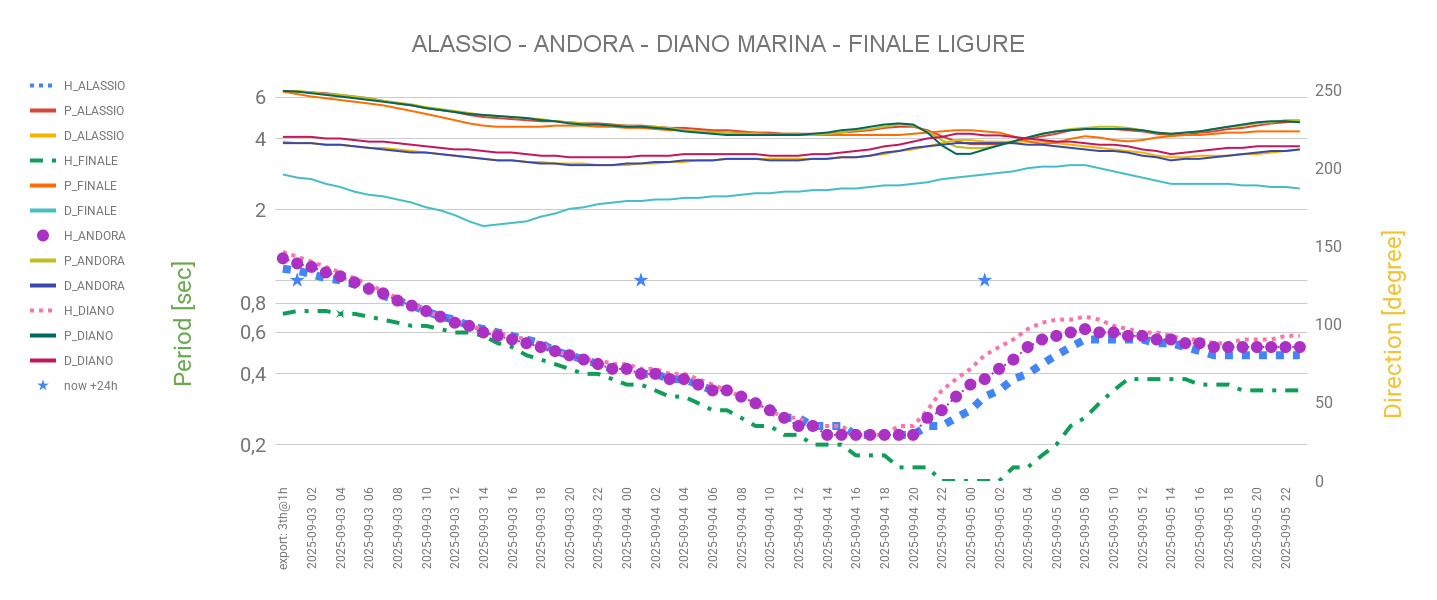 ALASSIO - ANDORA - DIANO MARINA - FINALE LIGURE
H_ALASSIO
P_ALASSIO
D_ALASSIO
H_FINALE
P_FINALE
D_FINALE
H_ANDORA
P_ANDORA
D_ANDORA
H_DIANO
P_DIANO
D_DIANO
now +24h
Period [sec]
6
4
2
0,8
0,6
0,4
0,2
250
200
150
100
50
0
Direction [degree]
export: 3th@1h
2025-09-03 02
2025-09-03 04
2025-09-03 06
2025-09-03 08
2025-09-03 10
2025-09-03 12
2025-09-03 14
2025-09-03 16
2025-09-03 18
2025-09-03 20
2025-09-03 22
2025-09-04 00
2025-09-04 02
2025-09-04 04
2025-09-04 06
2025-09-04 08
2025-09-04 10
2025-09-04 12
2025-09-04 14
2025-09-04 16
2025-09-04 18
2025-09-04 20
2025-09-04 22
2025-09-05 00
2025-09-05 02
2025-09-05 04
2025-09-05 06
2025-09-05 08
2025-09-05 10
2025-09-05 12
2025-09-05 14
2025-09-05 16
2025-09-05 18
2025-09-05 20
2025-09-05 22